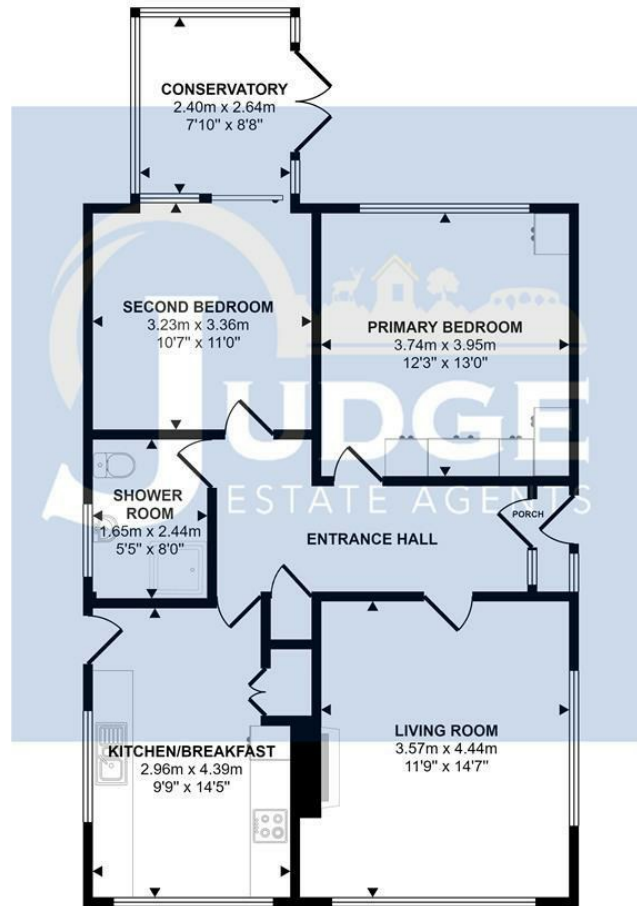 CONSERVATORY
2.40m x 2.64m
7'10" x 8'8"
SECOND BEDROOM
3.23m x 3.36m
10'7" x 11'0"
PRIMARY BEDROOM
3.74m x 3.95m
12'3" x 13'0"
JUDGE
ESTATE AGENTS
SHOWER
ROOM
1.65m x 2.44m
5'5" x 8'0"
PORCH
ENTRANCE HALL
LIVING ROOM
3.57m x 4.44m
11'9" x 14'7"
KITCHEN/BREAKFAST
2.96m x 4.39m
9'9" x 14'5"